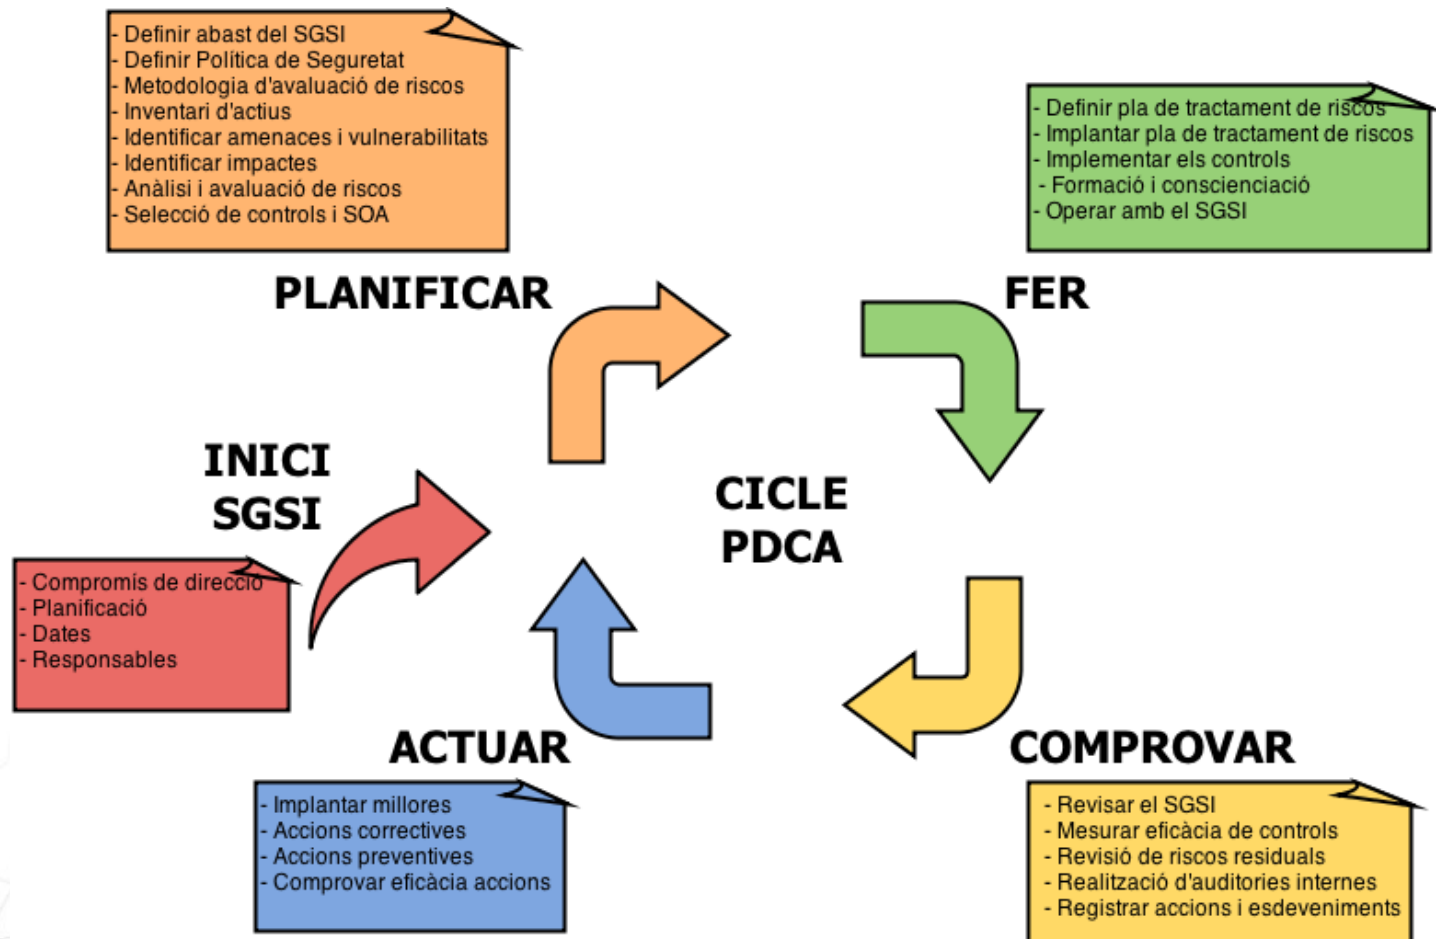 - Definir abast del SGSI
- Definir Política de Seguretat
- Metodologia d'avaluació de riscos
- Inventari d'actius
- Identificar amenaces i vulnerabilitats
- Identificar impactes
- Anàlisi i avaluació de riscos
- Selecció de controls i SOA
PLANIFICAR
- Definir pla de tractament de riscos
- Implantar pla de tractament de riscos
- Implementar els controls
- Formació i conscienciació
- Operar amb el SGSI
FER
INICI
SGSI
- Compromís de direcció
- Planificació
- Dates
- Responsables
CICLE
PDCA
ACTUAR
- Implantar millores
- Accions correctives
- Accions preventives
- Comprovar eficàcia accions
COMPROVAR
- Revisar el SGSI
- Mesurar eficàcia de controls
- Revisió de riscos residuals
- Realització d'auditories internes
- Registrar accions i esdeveniments